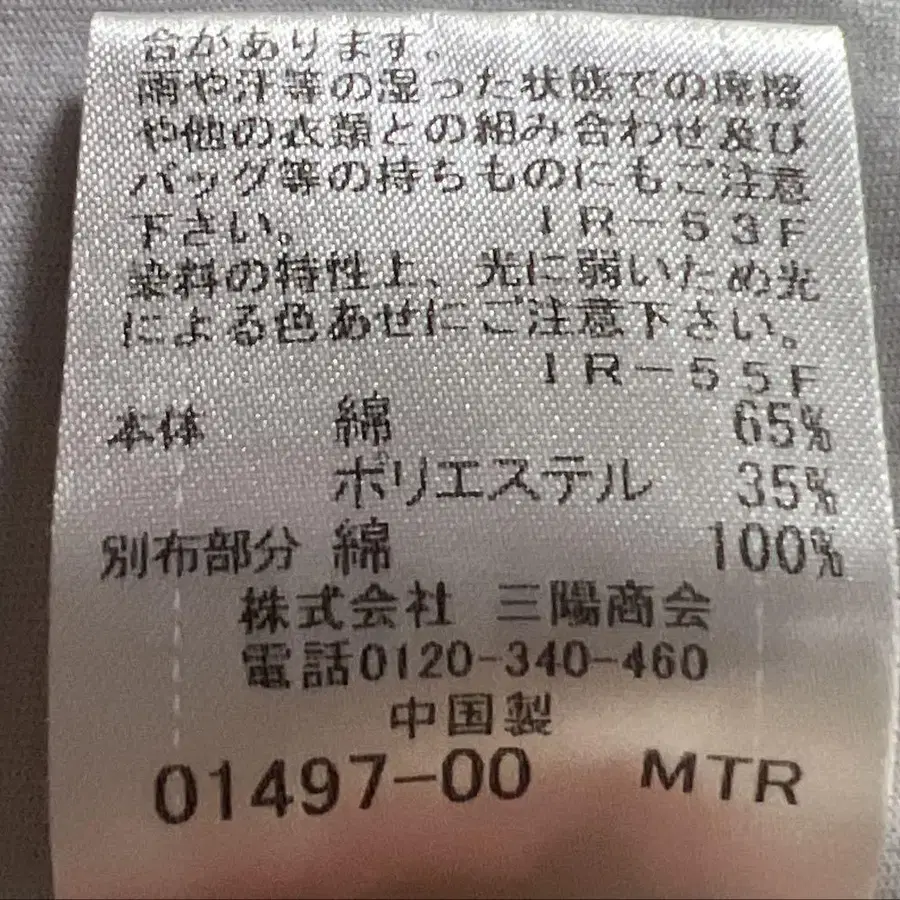 合があります。
雨や汗等の湿った状態での摩擦
や他の衣類との組み合わせ及び
バッグ等の持ちものにもご注意
下さい。 IR-53F
染料の特性上、光に弱いため光
による色あせにご注意下さい。
IR-55F
本体 綿 65%
ポリエステル 35%
別布部分 綿 100%
株式会社 三陽商会
電話0120-340-460
中国製
01497-00 MTR